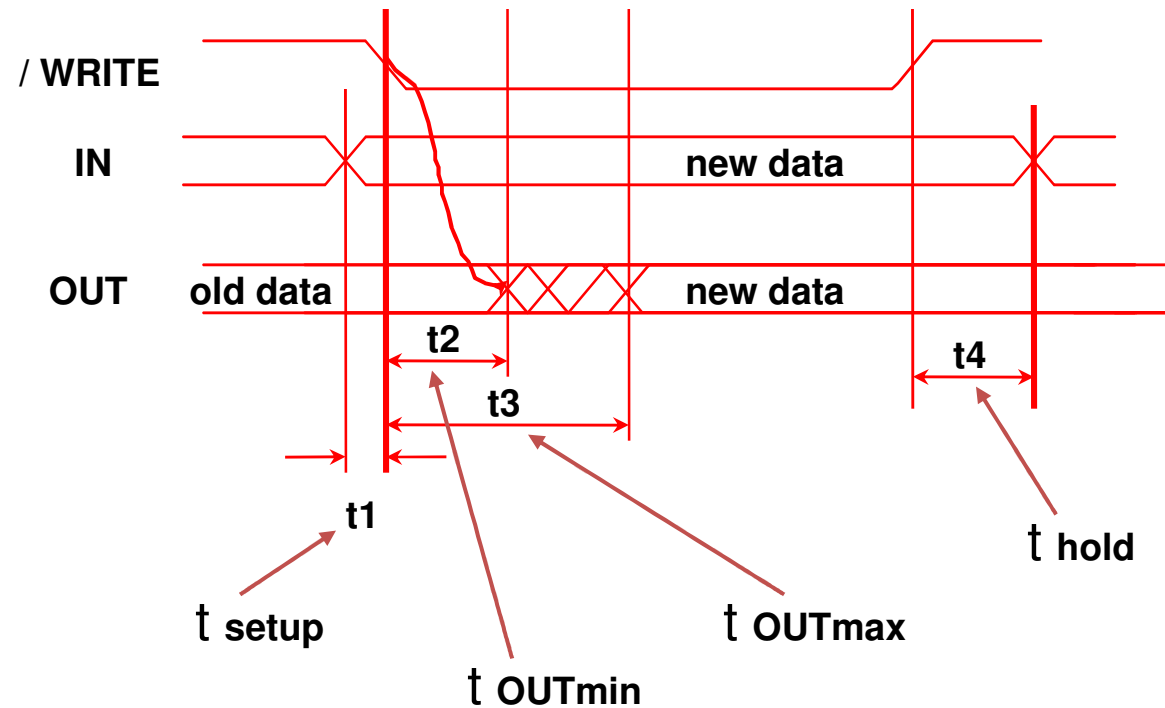 / WRITE
IN
new data
OUT
old data
new data
t2
t4
t3
t1
t hold
t setup
t OUTmax
t OUTmin